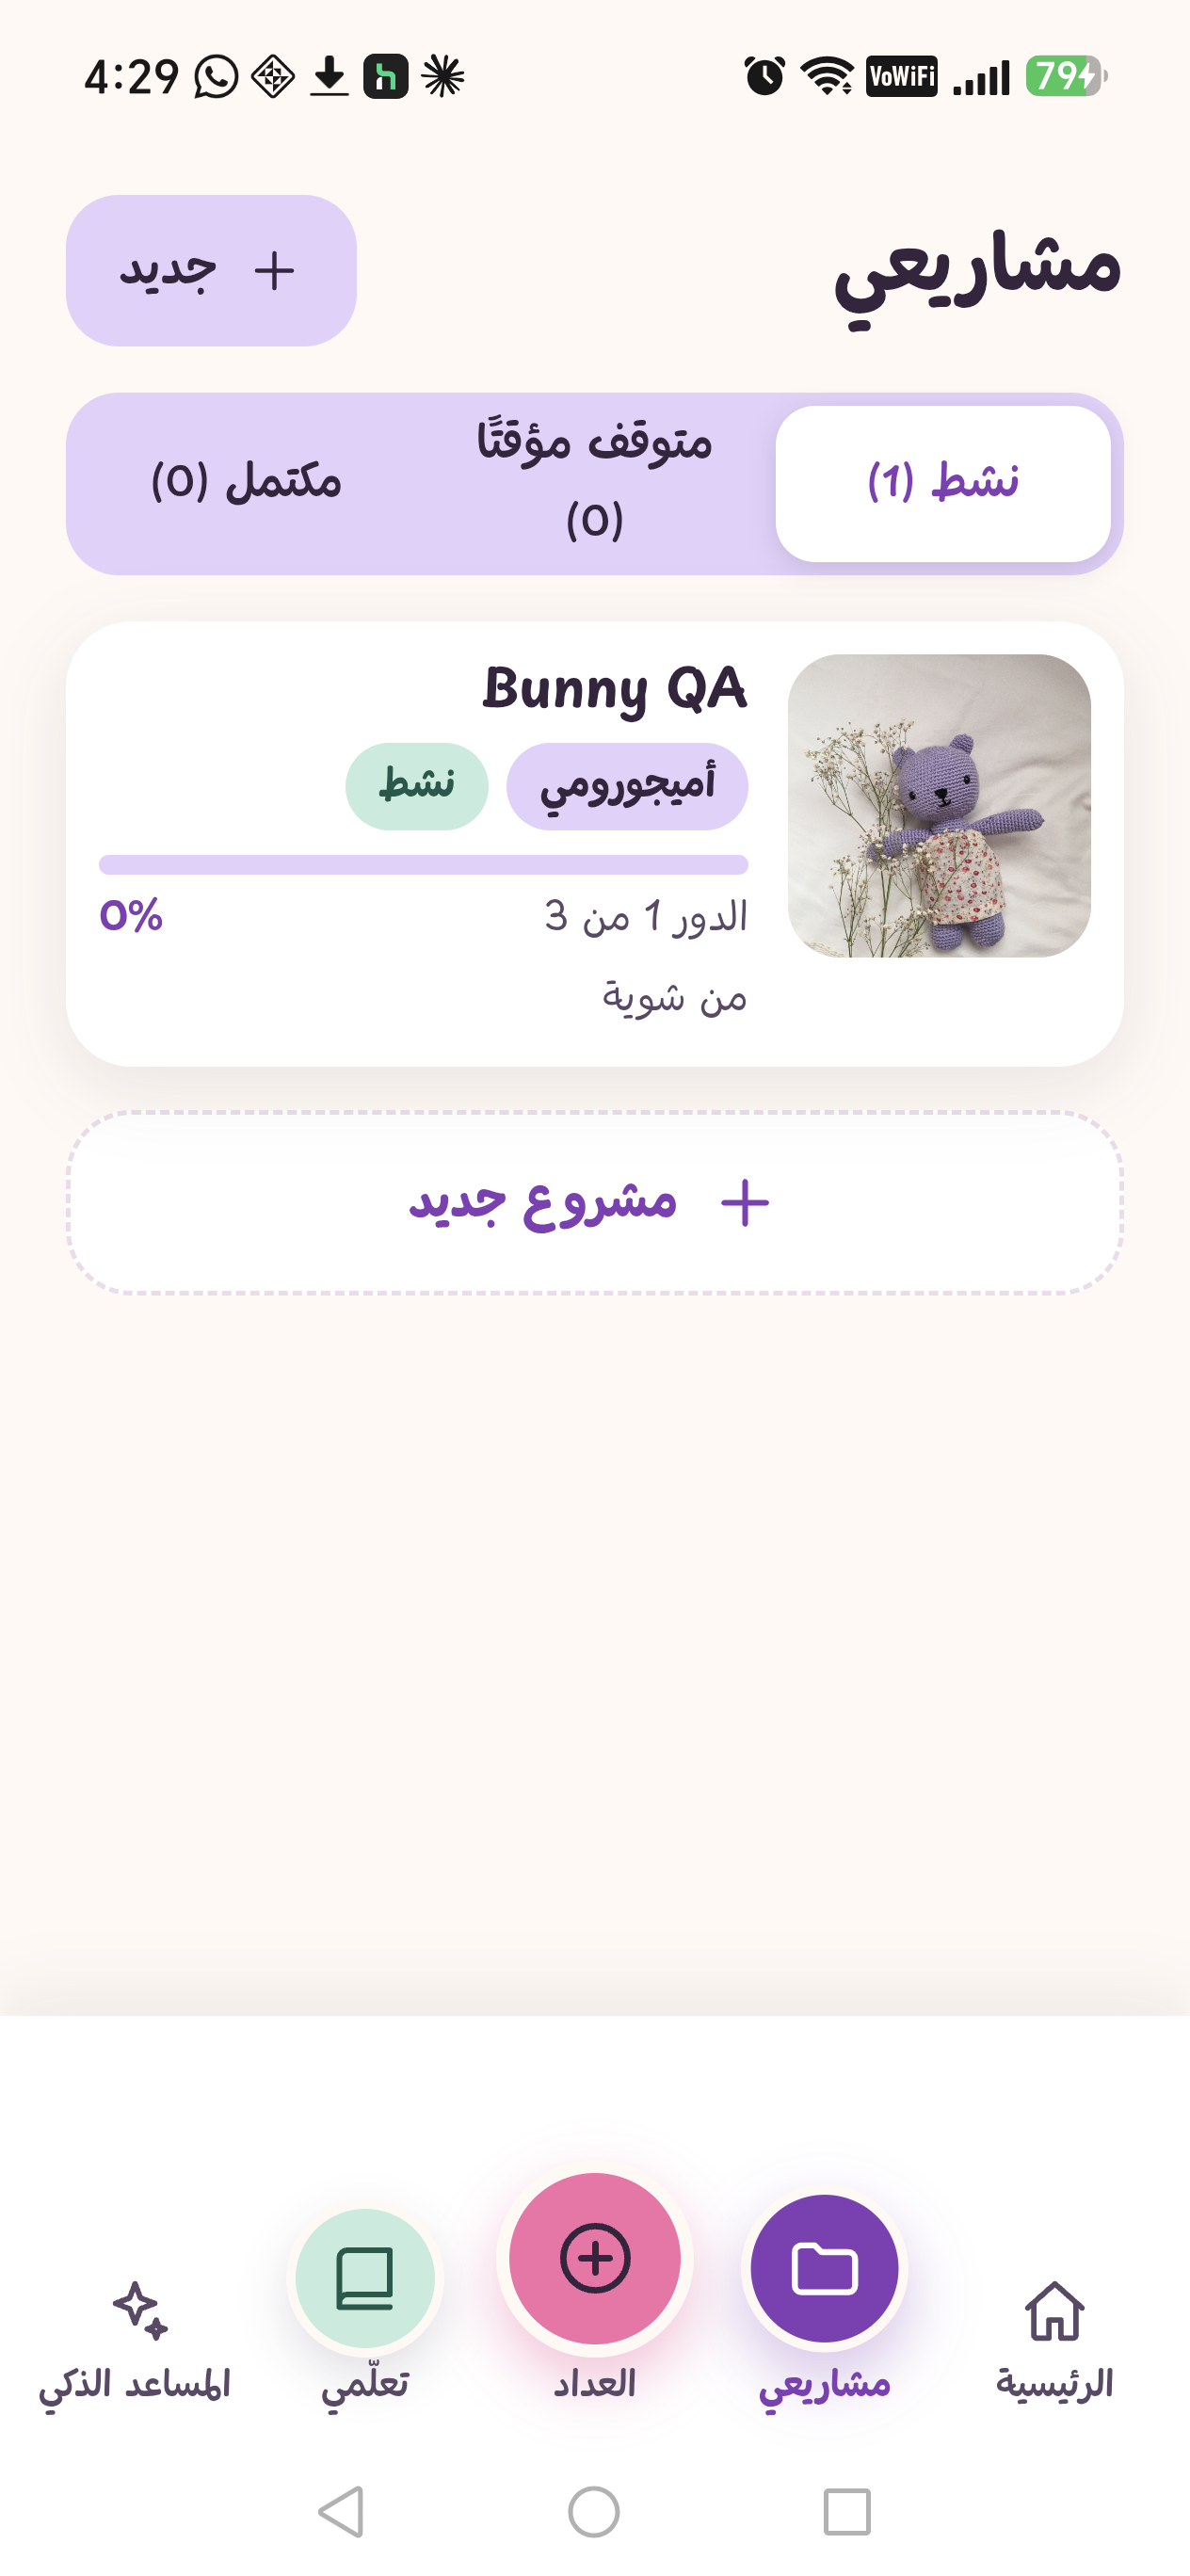 4:29
VoWiFi
79
مشاريعي
جديد
نشط (1)
متوقف مؤقتًا
(0)
مكتمل (0)
Bunny QA
أميجورومي
نشط
الدور 1 من 3
0%
من شوية
مشروع جديد
الرئيسية
مشاريعي
العداد
تعلّمي
المساعد الذكي